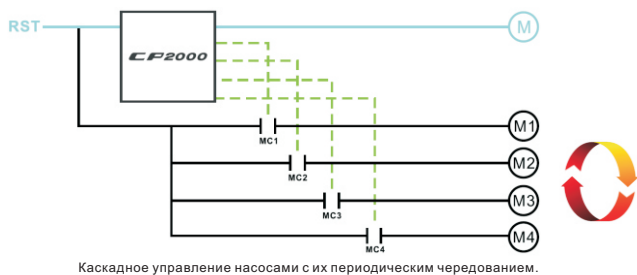 RST
M
CP2000
M1
MC1
M2
MC2
M3
MC3
M4
MC4
Каскадное управление насосами с их периодическим чередованием.